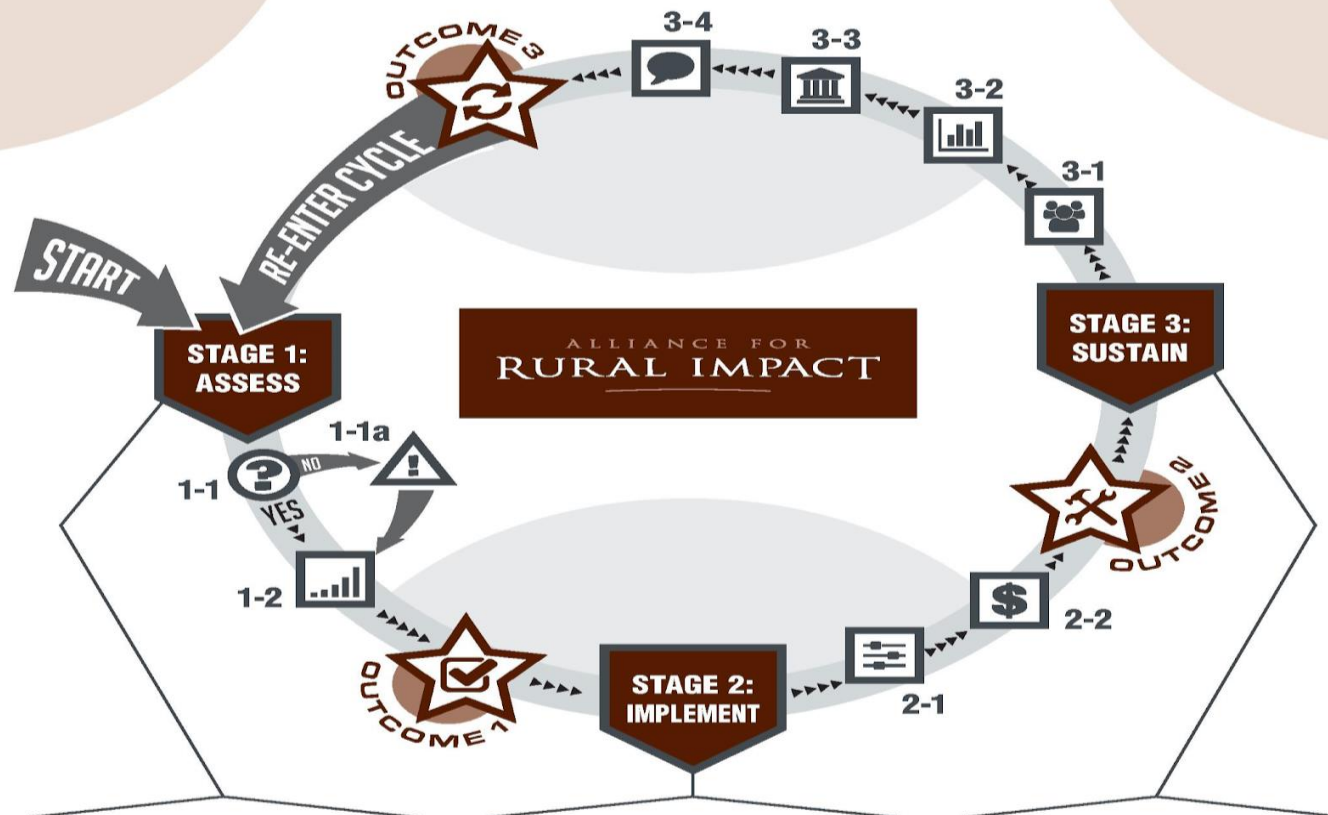 START
RE-ENTER CYCLE
OUTCOME 3
3-4
3-3
3-2
3-1
STAGE 1:
ASSESS
ALLIANCE FOR
RURAL IMPACT
STAGE 3:
SUSTAIN
1-1
?
NO
1-1a
!
YES
1-2
OUTCOME 1
STAGE 2:
IMPLEMENT
2-1
$
2-2
OUTCOME 2